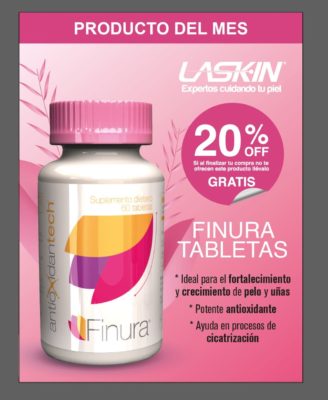 PRODUCTO DEL MES
LASKIN®
Expertos cuidando tu piel
20%
OFF
Si al finalizar tu compra no te
ofrecen este producto llévalo
GRATIS
Suplemento dietario
60 tabletas
antioxidantech
Finura
FINURA
TABLETAS
* Ideal para el fortalecimiento
y crecimiento de pelo y uñas
* Potente antioxidante
* Ayuda en procesos de
cicatrización